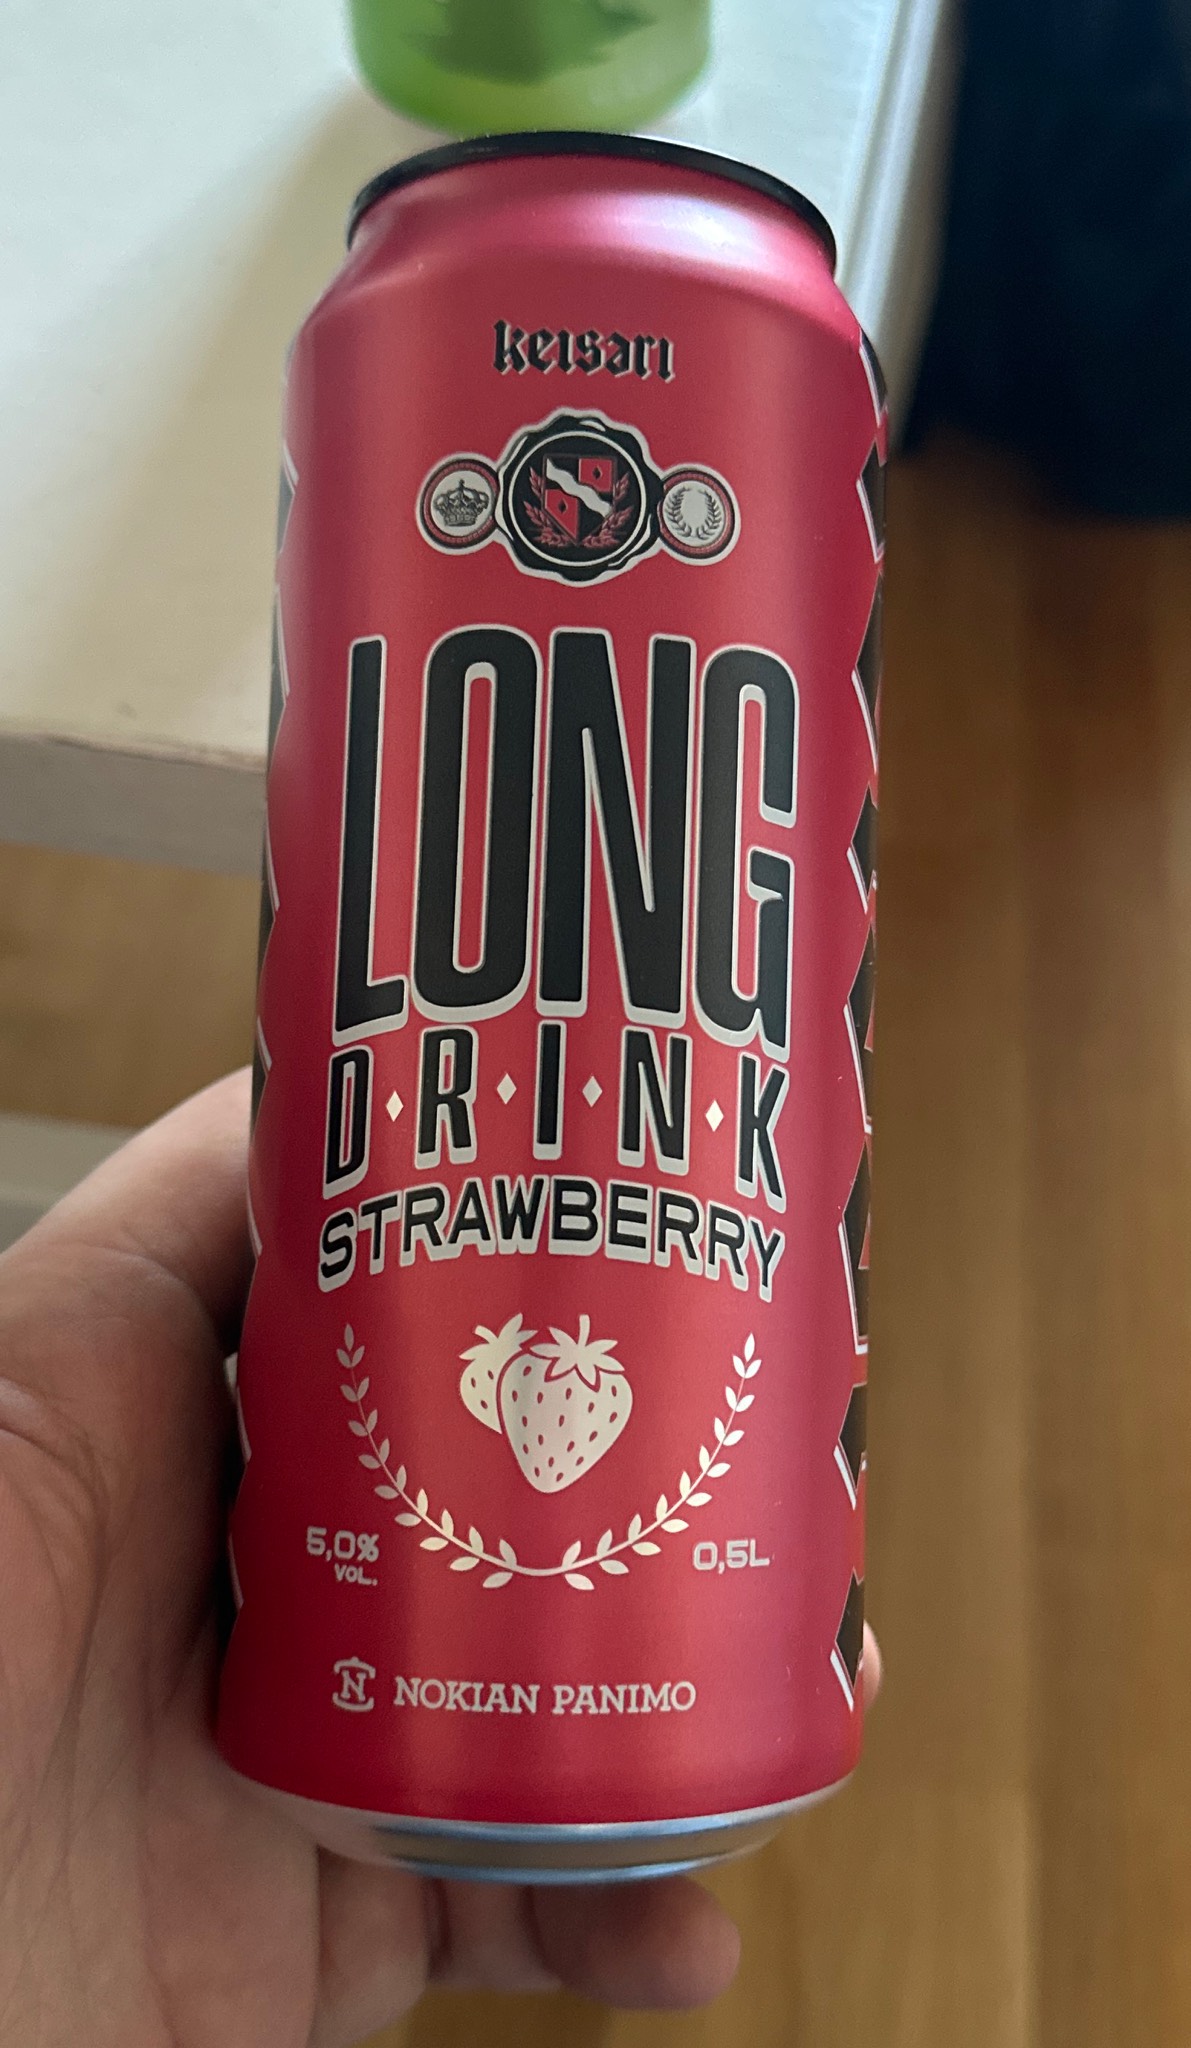 keisari
LONG
D·R·I·N·K
STRAWBERRY
5,0%
VOL.
0,5L
N NOKIAN PANIMO